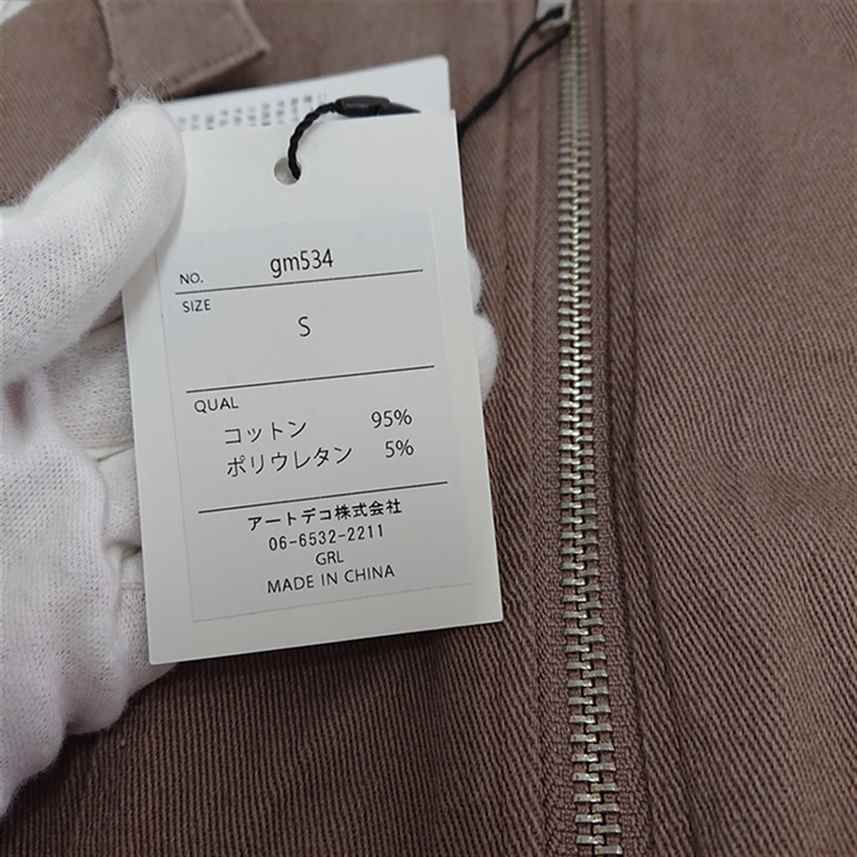 NO. gm534
SIZE
S
QUAL
コットン 95%
ポリウレタン 5%
アートデコ株式会社
06-6532-2211
GRL
MADE IN CHINA